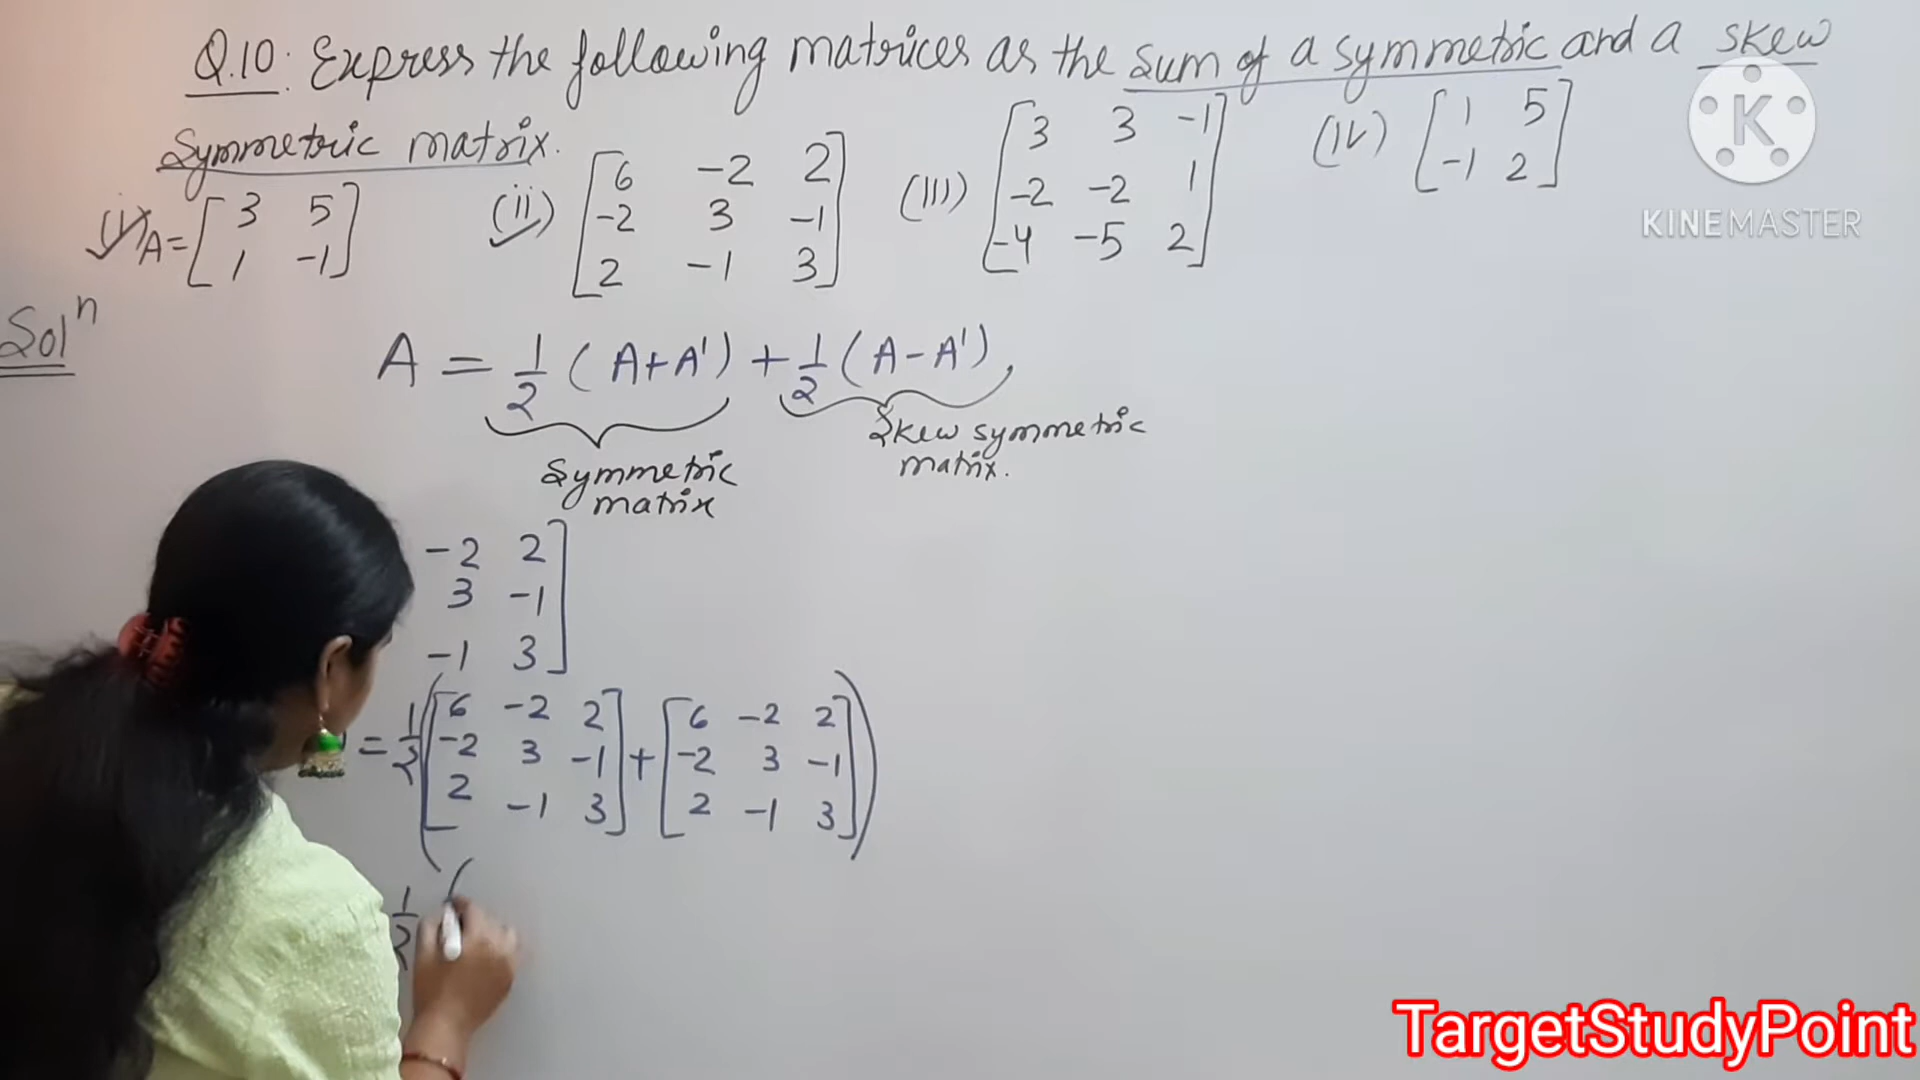 Q.10: Express the following matrices as the sum of a symmetric and a skew
symmetric matrix.
(i) A = [ 3 5
1 -1 ]
(ii) [ 6 -2 2
-2 3 -1
2 -1 3 ]
(iii) [ 3 3 -1
-2 -2 1
-4 -5 2 ]
(iv) [ 1 5
-1 2 ]
K
KINEMASTER
Solⁿ
A = 1/2 (A+A') + 1/2 (A-A'),
Symmetric
matrix
Skew symmetric
matrix.
-2 2 ]
3 -1
-1 3 ]
= 1/2 ( [ 6 -2 2
-2 3 -1
2 -1 3 ] + [ 6 -2 2
-2 3 -1
2 -1 3 ] )
1/2 (
TargetStudyPoint